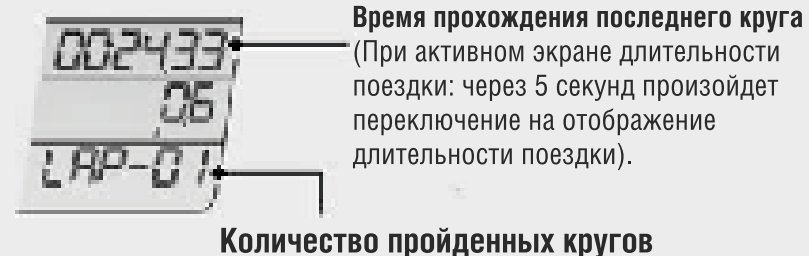 Время прохождения последнего круга
002433
(При активном экране длительности
поездки: через 5 секунд произойдет
переключение на отображение
длительности поездки).
LAP-01
Количество пройденных кругов